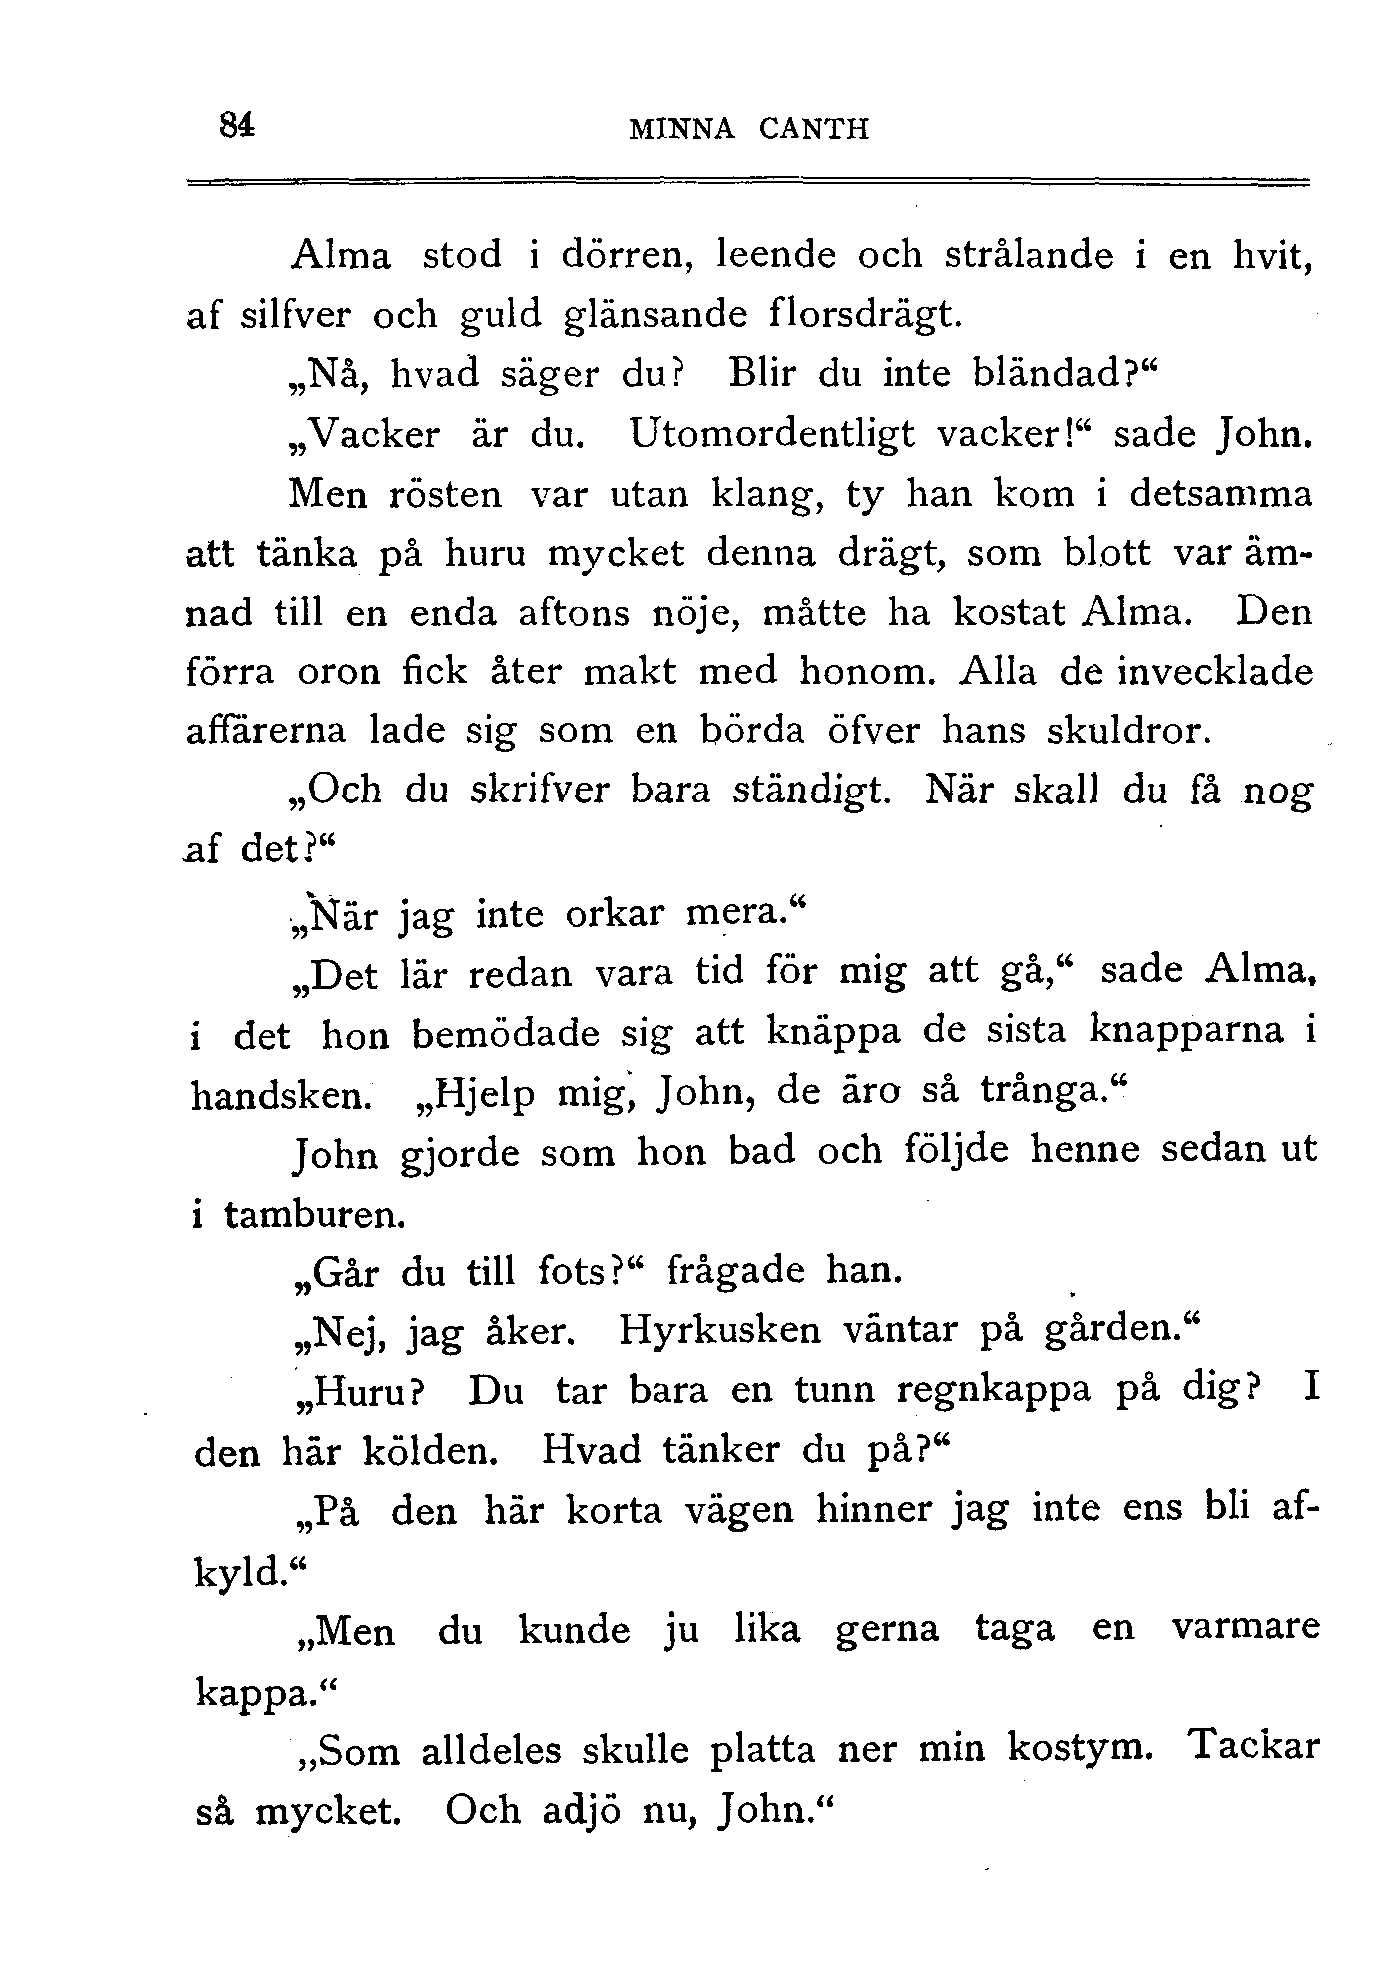 84 MINNA CANTH
Alma stod i dörren, leende och strålande i en hvit,
af silfver och guld glänsande florsdrägt.
„Nå, hvad säger du? Blir du inte bländad?“
„Vacker är du. Utomordentligt vacker!“ sade John.
Men rösten var utan klang, ty han kom i detsamma
att tänka på huru mycket denna drägt, som blott var äm-
nad till en enda aftons nöje, måtte ha kostat Alma. Den
förra oron fick åter makt med honom. Alla de invecklade
affärerna lade sig som en börda öfver hans skuldror.
„Och du skrifver bara ständigt. När skall du få nog
af det?“
„När jag inte orkar mera.“
„Det lär redan vara tid för mig att gå,“ sade Alma,
i det hon bemödade sig att knäppa de sista knapparna i
handsken. „Hjelp mig, John, de äro så trånga.“
John gjorde som hon bad och följde henne sedan ut
i tamburen.
„Går du till fots?“ frågade han.
„Nej, jag åker. Hyrkusken väntar på gården.“
„Huru? Du tar bara en tunn regnkappa på dig? I
den här kölden. Hvad tänker du på?“
„På den här korta vägen hinner jag inte ens bli af-
kyld.“
„Men du kunde ju lika gerna taga en varmare
kappa.“
„Som alldeles skulle platta ner min kostym. Tackar
så mycket. Och adjö nu, John.“